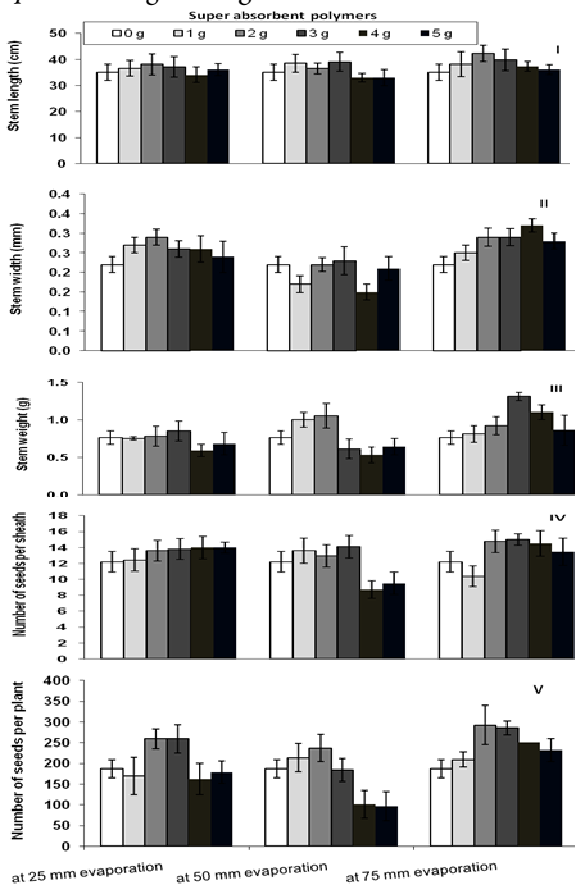 Super absorbent polymers
0 g 1 g 2 g 3 g 4 g 5 g
Stem length (cm)
50
40
30
20
10
0
I
Stem width (mm)
0.4
0.4
0.3
0.3
0.2
0.2
0.1
0.1
0.0
II
Stem weight (g)
1.5
1.0
0.5
0.0
III
Number of seeds per sheath
18
16
14
12
10
8
6
4
2
0
IV
Number of seeds per plant
400
350
300
250
200
150
100
50
0
V
at 25 mm evaporation at 50 mm evaporation at 75 mm evaporation